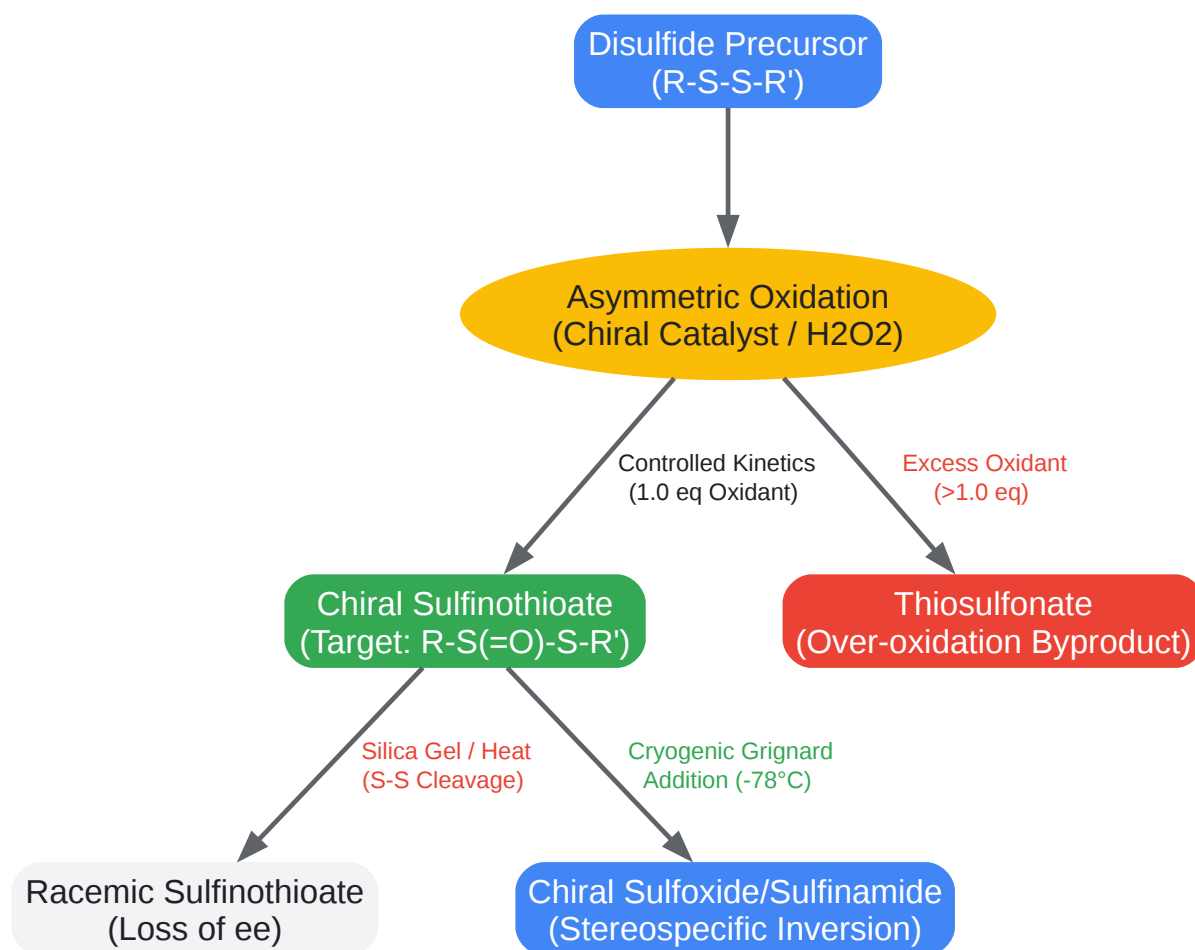 Disulfide Precursor
(R-S-S-R')
Asymmetric Oxidation
(Chiral Catalyst / H2O2)
Controlled Kinetics
(1.0 eq Oxidant)
Excess Oxidant
(>1.0 eq)
Chiral Sulfinothioate
(Target: R-S(=O)-S-R')
Thiosulfonate
(Over-oxidation Byproduct)
Silica Gel / Heat
(S-S Cleavage)
Cryogenic Grignard
Addition (-78°C)
Racemic Sulfinothioate
(Loss of ee)
Chiral Sulfoxide/Sulfinamide
(Stereospecific Inversion)